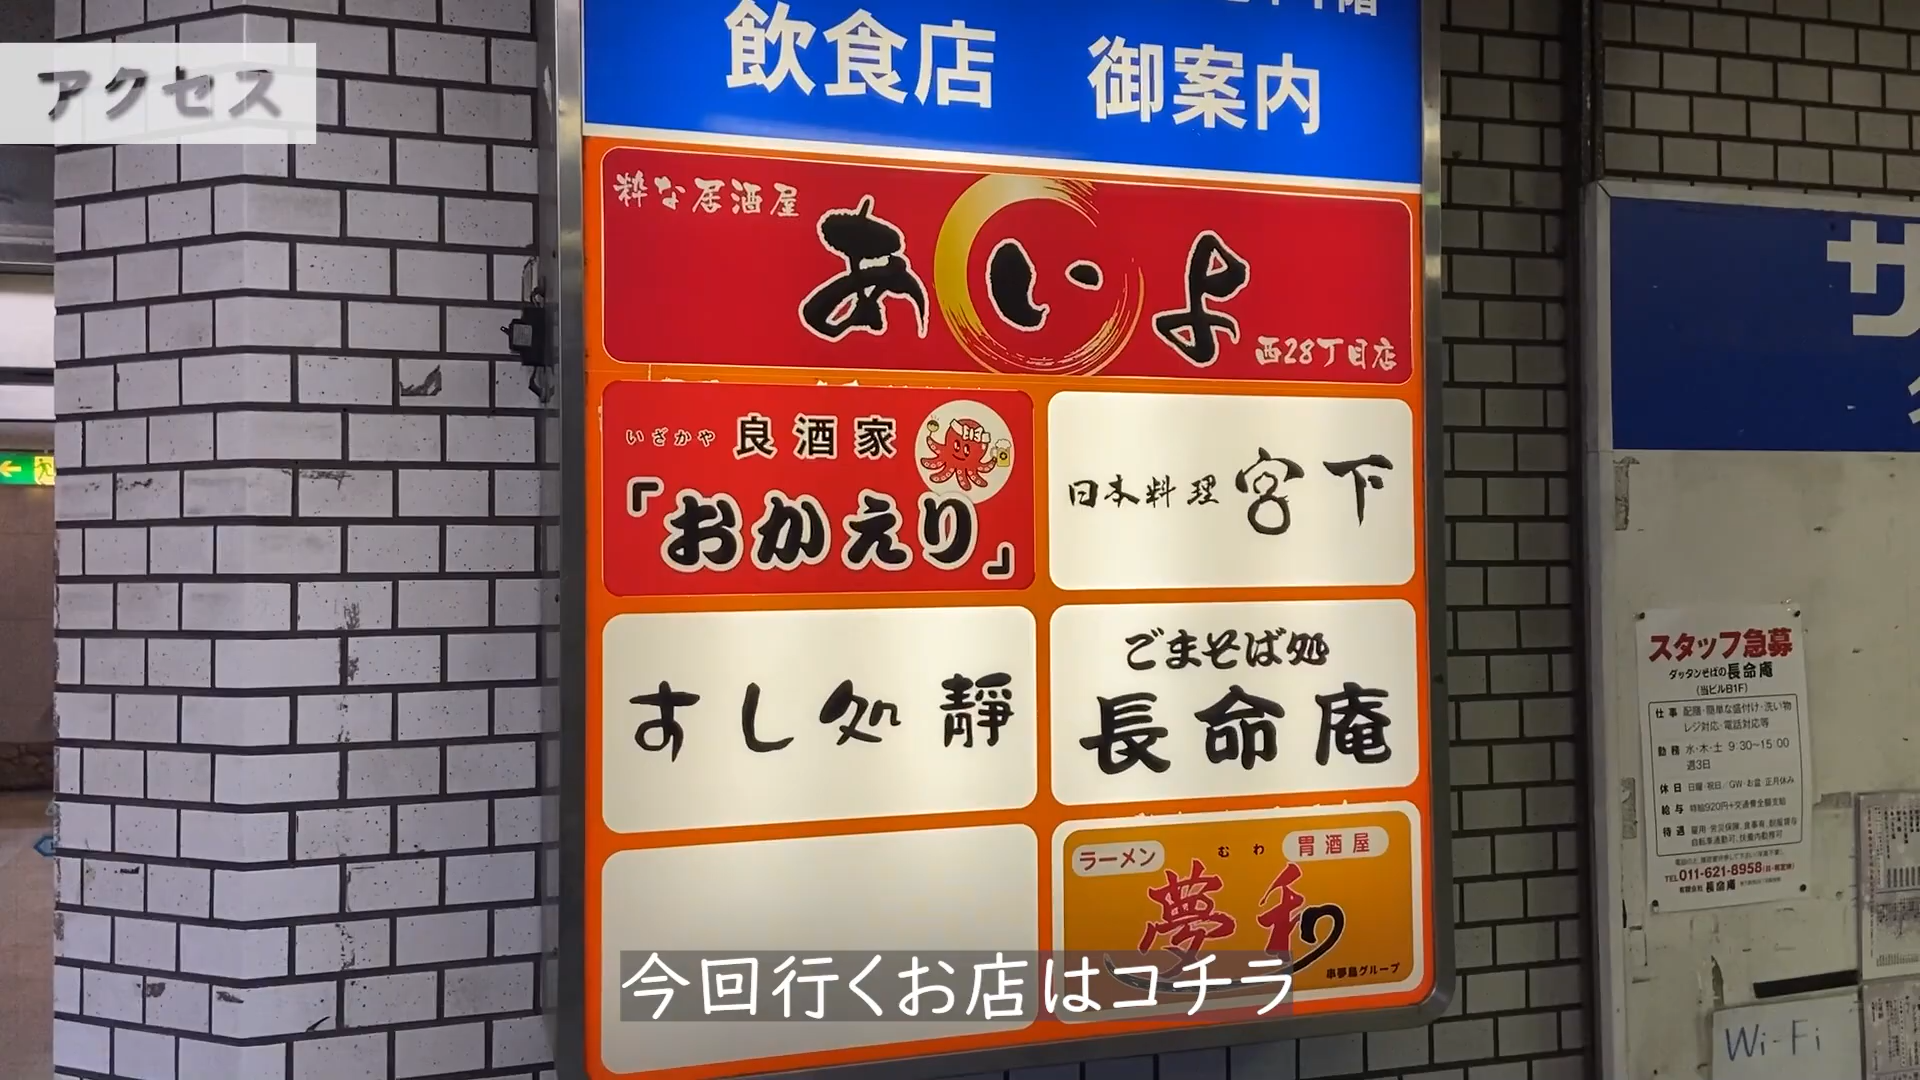 アクセス
飲食店 御案内
粋な居酒屋
あいよ
西28丁目店
いざかや 良酒家
「おかえり」
日本料理 宮下
すし処 靜
ごまそば処
長命庵
ラーメン むわ 胃酒屋
夢和
串夢島グループ
今回行くお店はコチラ
サ
スタッフ急募
ダッタンそばの長命庵
(当ビルB1F)
仕事 配膳・簡単な盛付け・洗い物
レジ対応・電話対応等
勤務 水・木・土 9:30~15:00
週3日
休日 日曜・祝日/GW・お盆・正月休み
給与 時給920円+交通費全額支給
待遇 雇用・労災保険、食事有、制服貸与
自転車通勤可、扶養内勤務可
TEL 011-621-8958
有限会社 長命庵
Wi-Fi